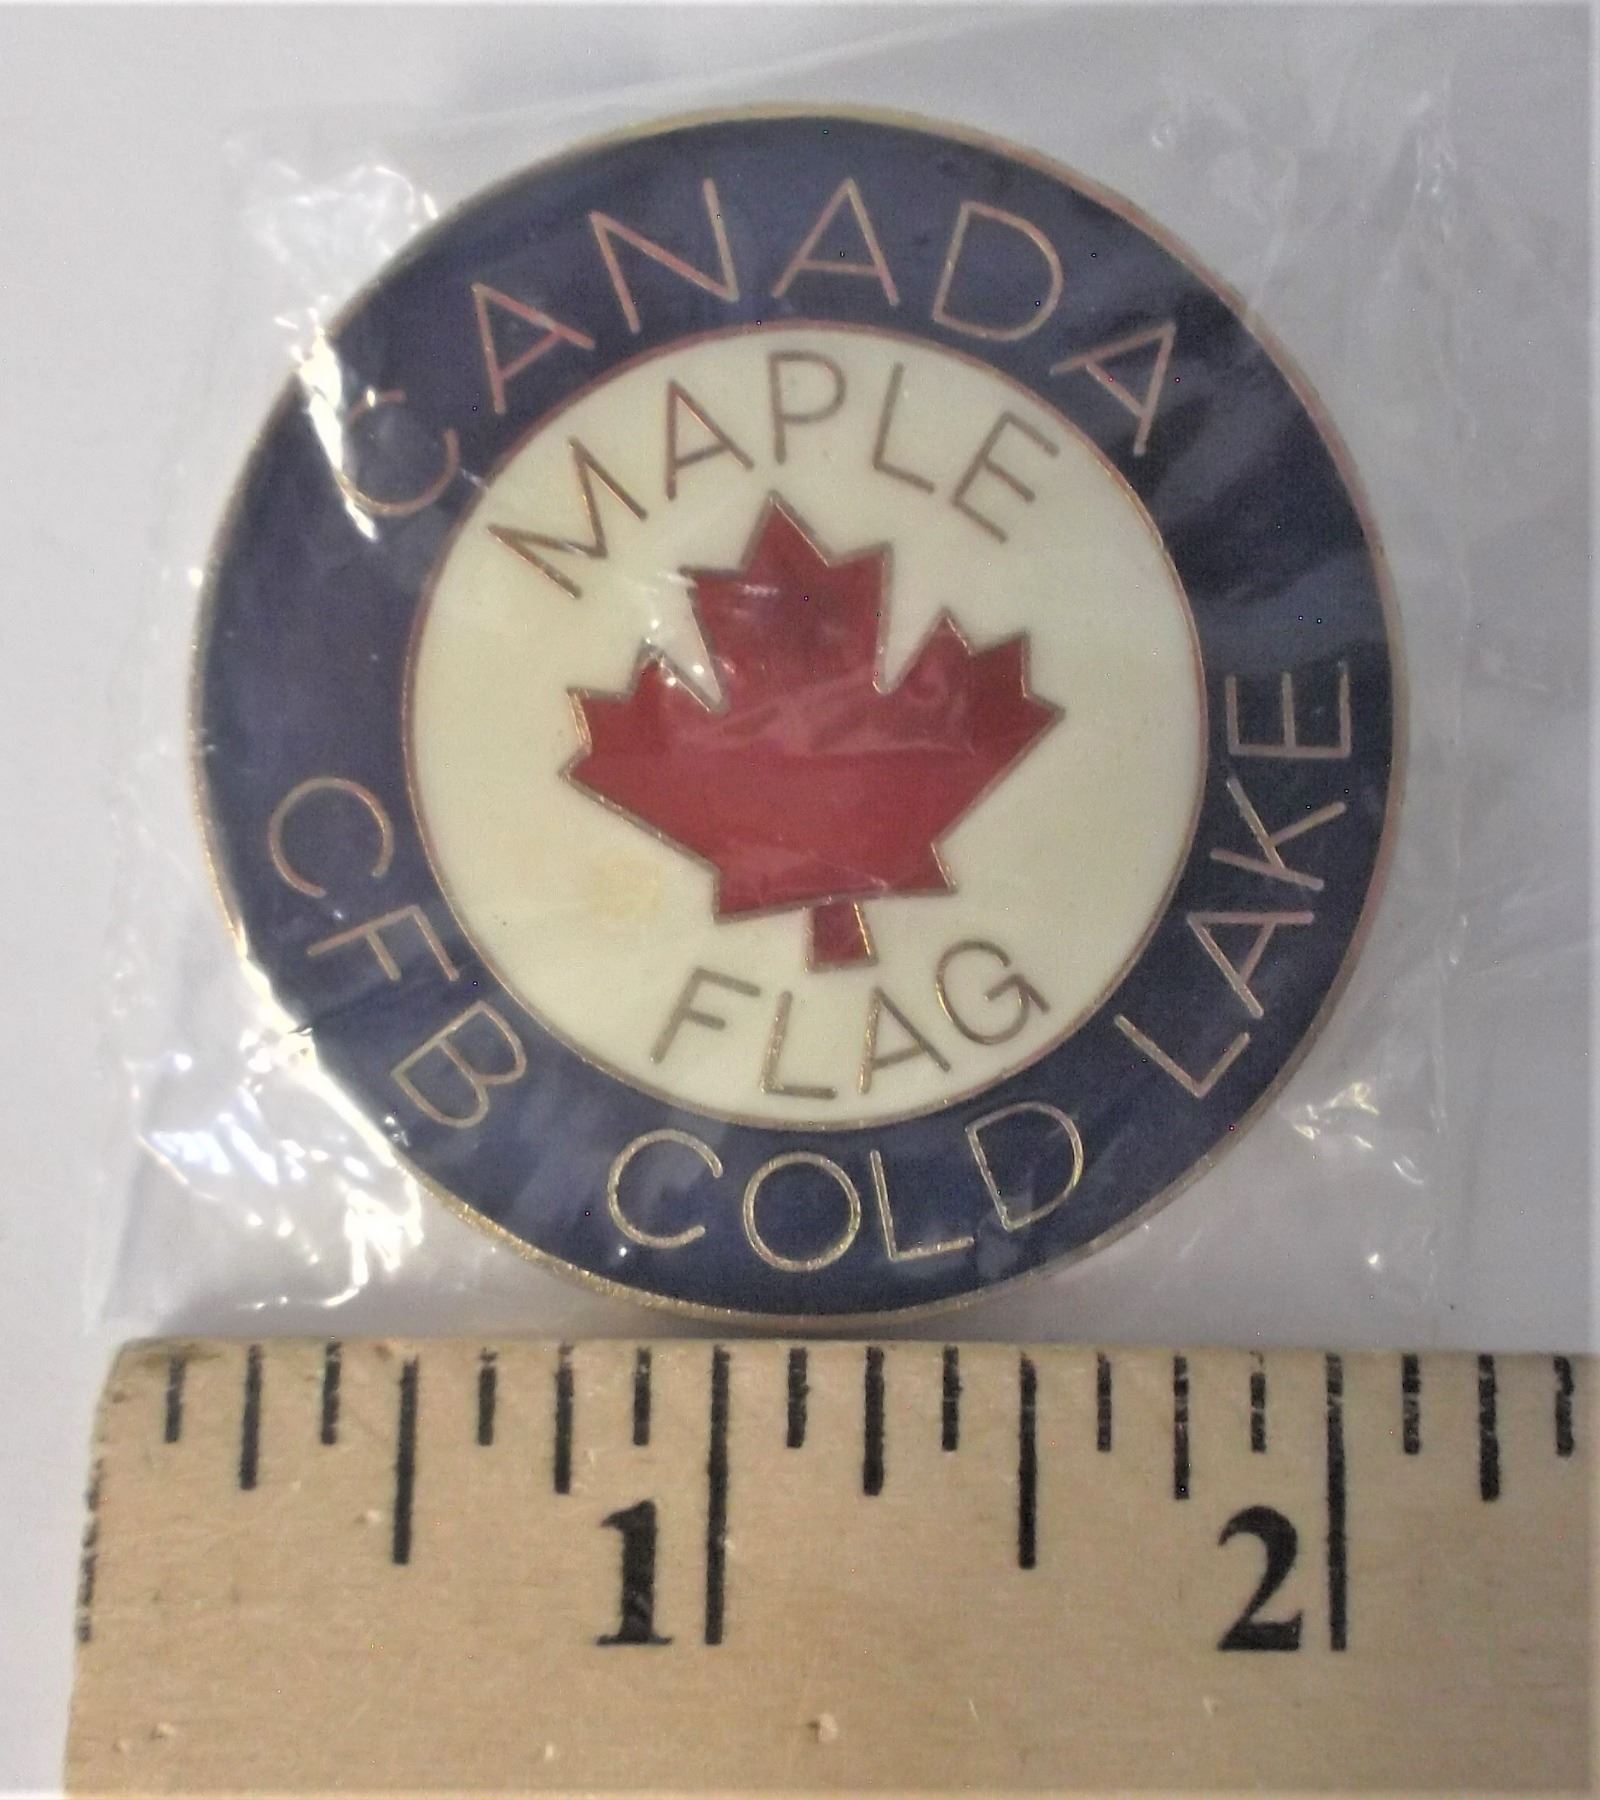 CANADA
MAPLE
FLAG
CFB COLD LAKE
1 2